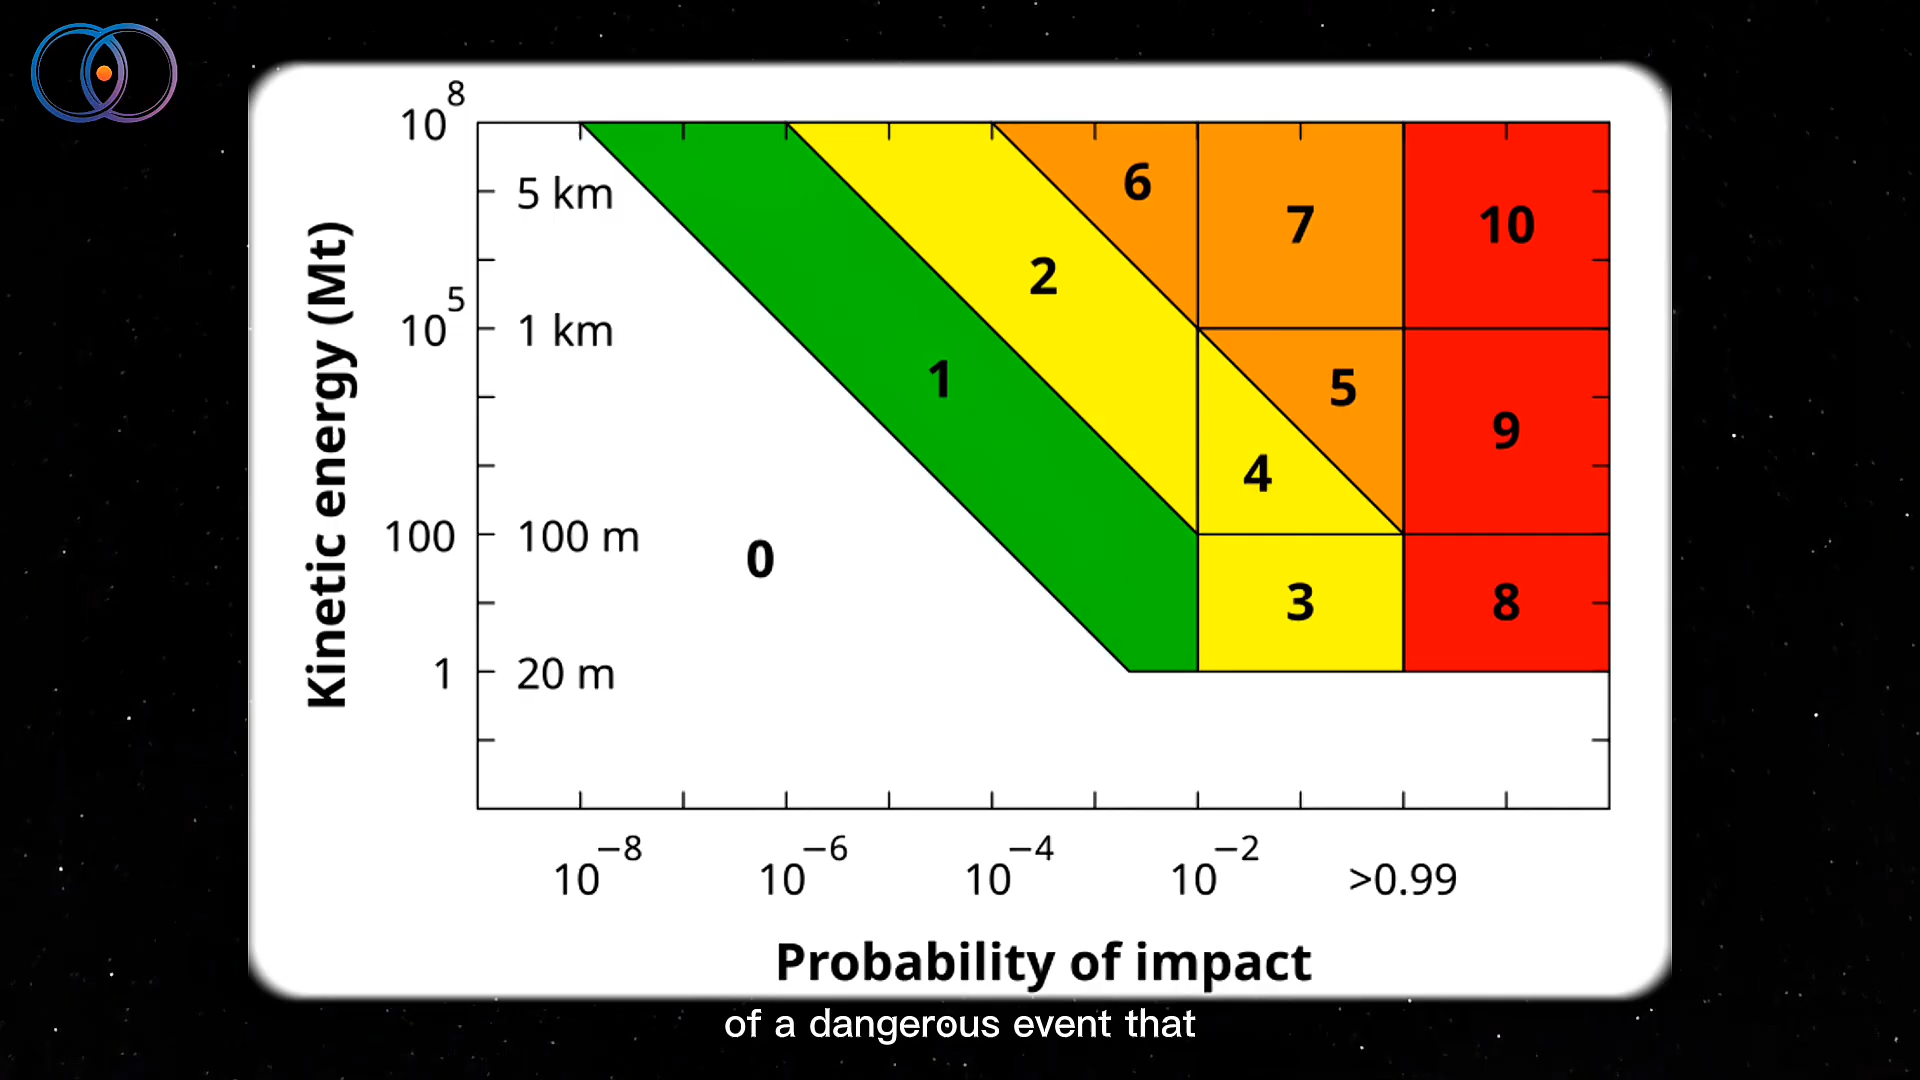 10^8
5 km
6
7
10
2
10^5
1 km
1
5
9
4
Kinetic energy (Mt)
100
100 m
0
3
8
1
20 m
10^−8
10^−6
10^−4
10^−2
>0.99
Probability of impact
of a dangerous event that